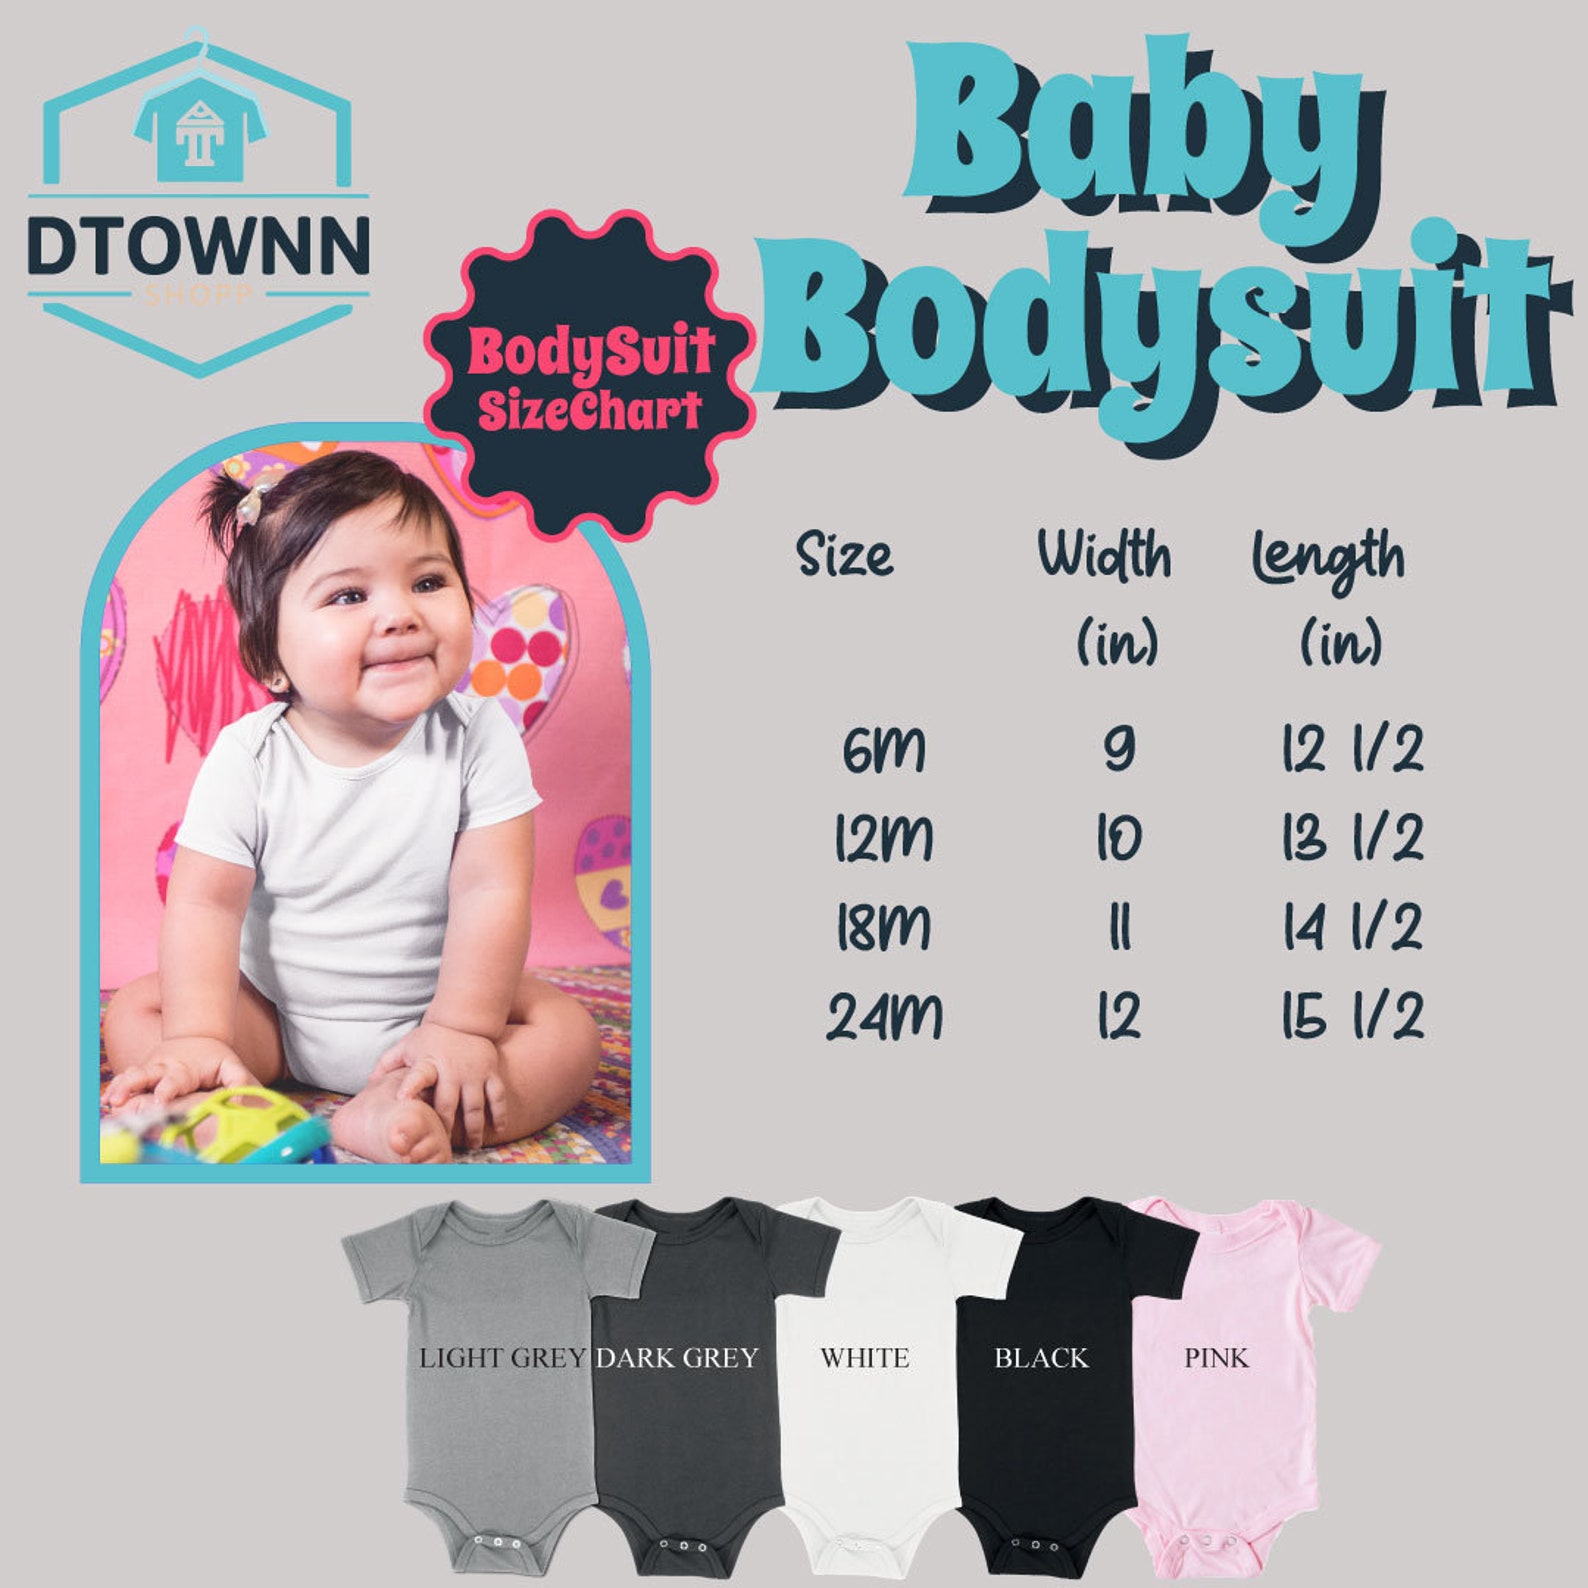 DTOWNN
SHOPP
Baby
Bodysuit
BodySuit
SizeChart
Size Width Length
(in) (in)
6M 9 12 1/2
12M 10 13 1/2
18M 11 14 1/2
24M 12 15 1/2
LIGHT GREY DARK GREY WHITE BLACK PINK